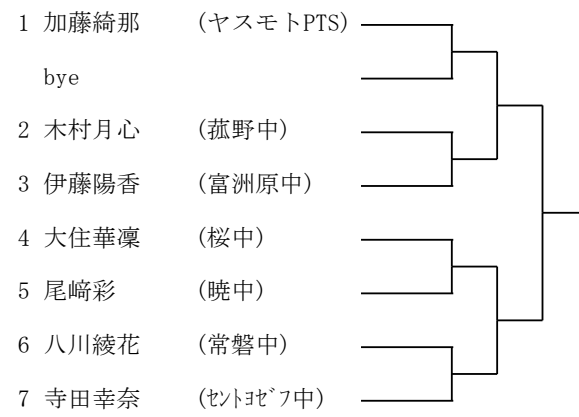 1 加藤綺那 (ヤスモトPTS)
bye
2 木村月心 (菰野中)
3 伊藤陽香 (富洲原中)
4 大住華凜 (桜中)
5 尾﨑彩 (暁中)
6 八川綾花 (常磐中)
7 寺田幸奈 (ｾﾝﾄﾖｾﾞﾌ中)